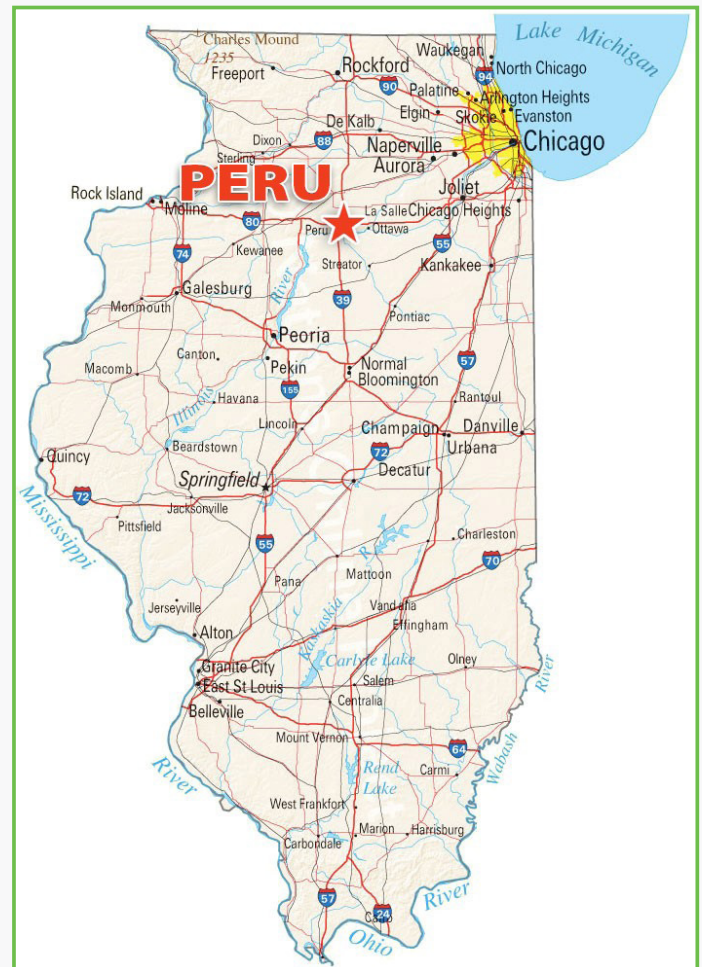 Lake Michigan
Charles Mound
1235
Waukegan
North Chicago
Freeport
Rockford
94
90
Palatine
Arlington Heights
Elgin
Skokie
Evanston
De Kalb
Chicago
Dixon
88
Naperville
Sterling
Aurora
PERU
Joliet
Rock Island
Moline
La Salle
Chicago Heights
80
Peru
Ottawa
55
Kewanee
74
Streator
Kankakee
River
Galesburg
39
Monmouth
Pontiac
Peoria
57
Canton
Normal
Macomb
Pekin
Bloomington
155
Rantoul
Havana
Illinois
Lincoln
Champaign
Danville
Beardstown
Urbana
72
Quincy
Springfield
Decatur
72
Jacksonville
Mississippi
Pittsfield
Charleston
55
R
70
Mattoon
Pana
Jerseyville
Vandalia
Kaskaskia
Effingham
Alton
Carlyle Lake
Granite City
Olney
River
East St Louis
Salem
Belleville
Centralia
Mount Vernon
64
Wabash
River
Rend
Lake
Carmi
West Frankfort
Marion
Harrisburg
Carbondale
57
River
24
Cairo
Ohio